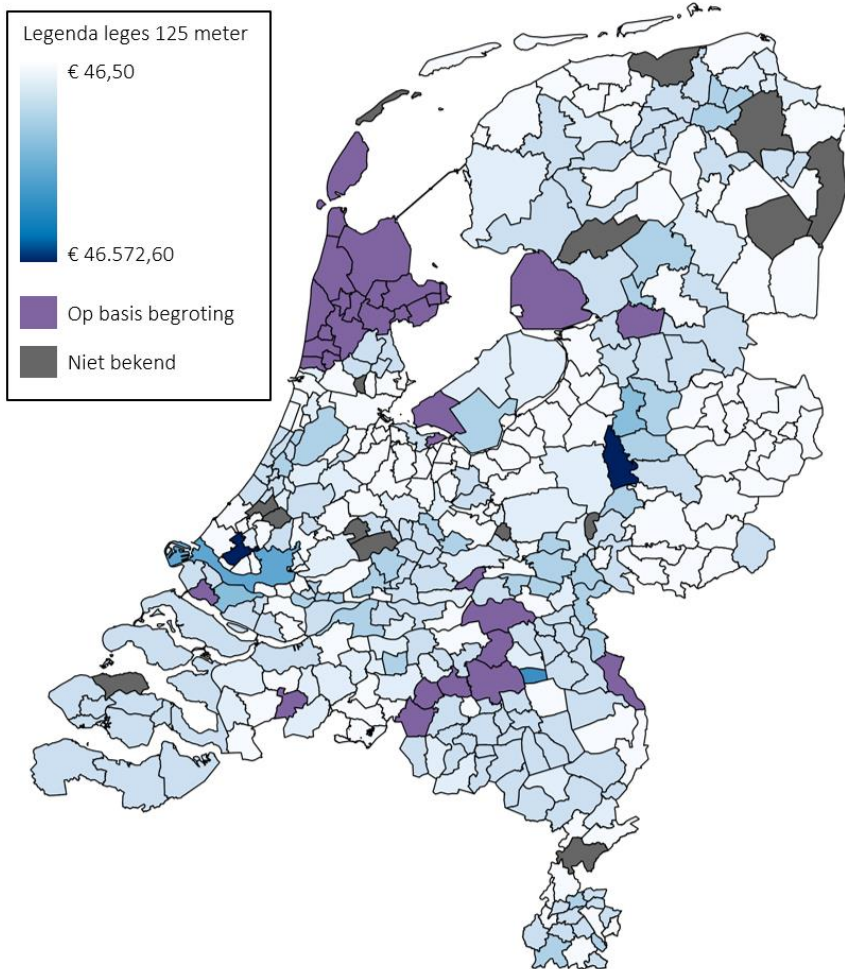 Legenda leges 125 meter
€ 46,50
€ 46.572,60
Op basis begroting
Niet bekend